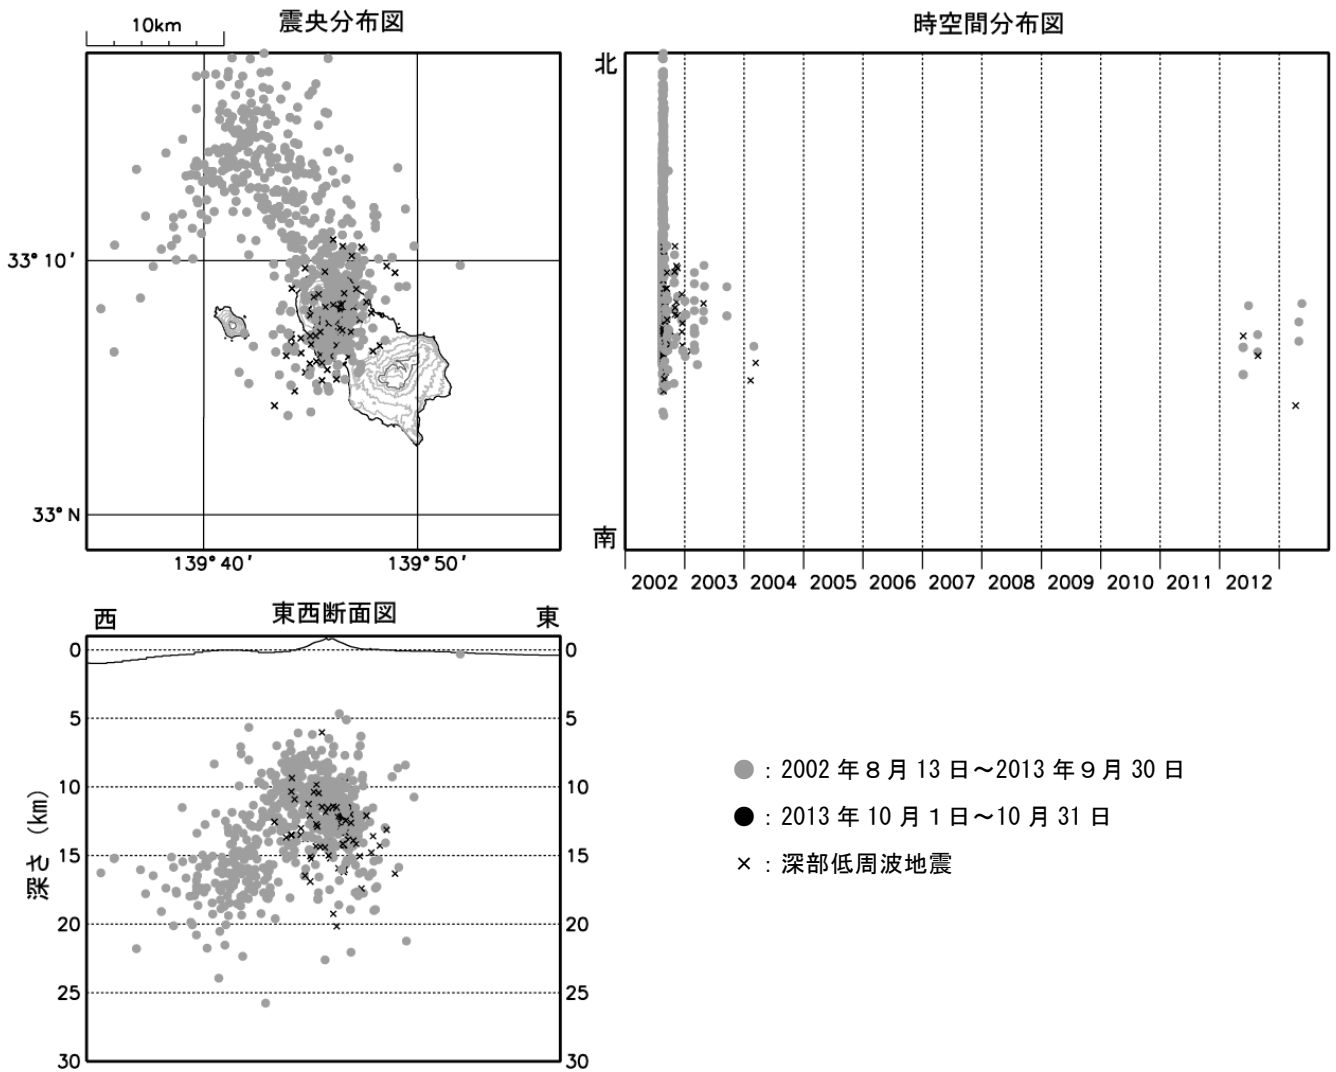 10km
震央分布図
33°10′
33°N
139°40′
139°50′
時空間分布図
北
南
2002 2003 2004 2005 2006 2007 2008 2009 2010 2011 2012
東西断面図
西
東
深さ (km)
0
5
10
15
20
25
30
0
5
10
15
20
25
30
：2002 年８月 13 日～2013 年９月 30 日
：2013 年 10 月１日～10 月 31 日
×：深部低周波地震